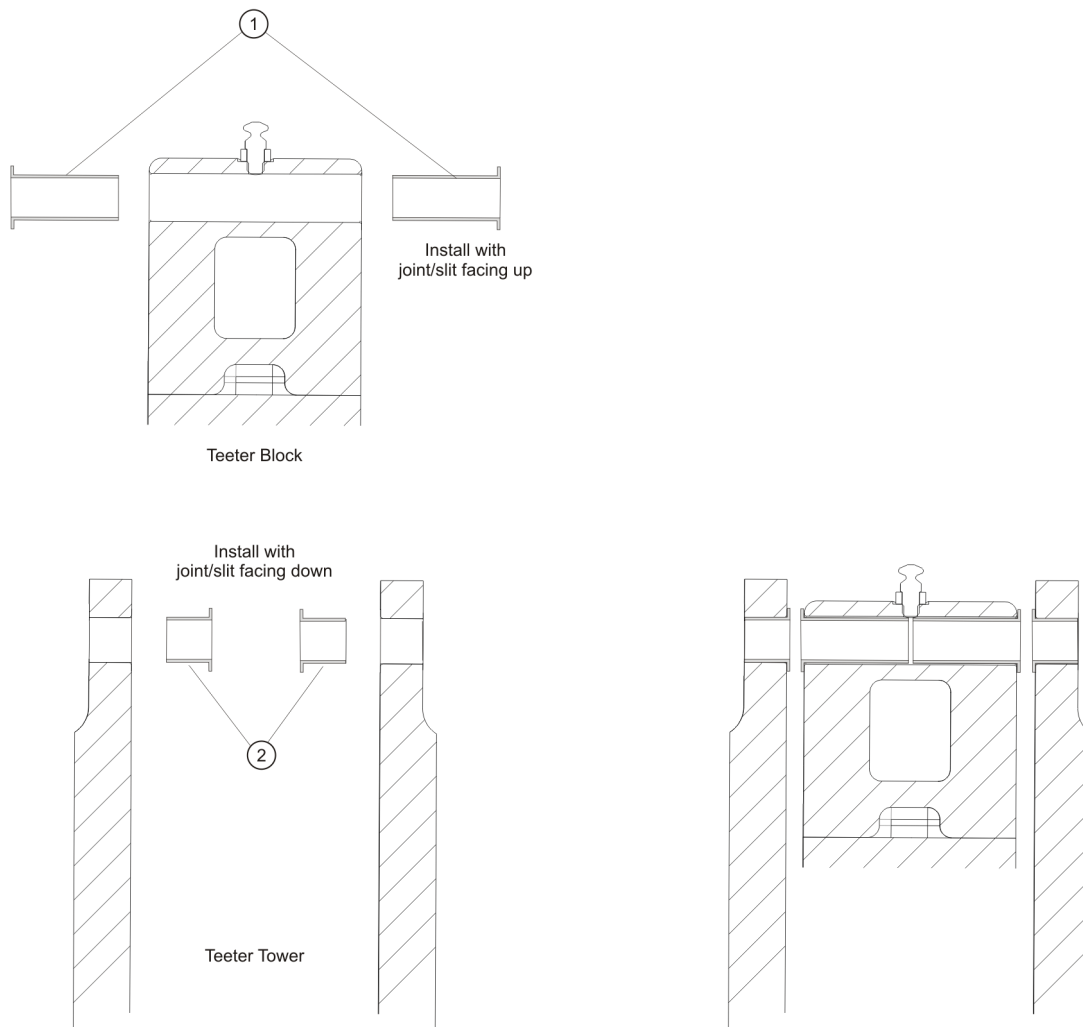 1
Install with
joint/slit facing up
Teeter Block
Install with
joint/slit facing down
2
Teeter Tower